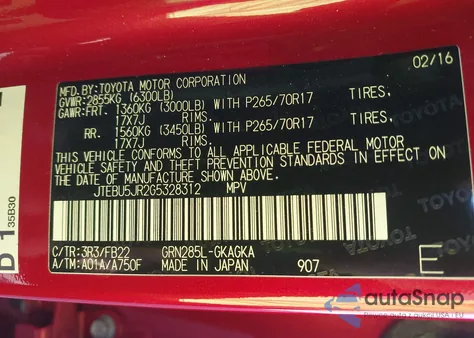 MFD.BY:TOYOTA MOTOR CORPORATION 02/16
GVWR:2855KG (6300LB)
GAWR:FRT. 1360KG (3000LB) WITH P265/70R17 TIRES.
17X7J RIMS.
RR. 1560KG (3450LB) WITH P265/70R17 TIRES.
17X7J RIMS.
THIS VEHICLE CONFORMS TO ALL APPLICABLE FEDERAL MOTOR
VEHICLE SAFETY AND THEFT PREVENTION STANDARDS IN EFFECT ON
THE DATE OF MANUFACTURE SHOWN ABOVE.
JTEBU5JR2G5328312 MPV
C/TR:3R3/FB22 GRN285L-GKAGKA
A/TM:A01A/A750F MADE IN JAPAN 907 E
D 135B30
TOYOTA
autaSnap